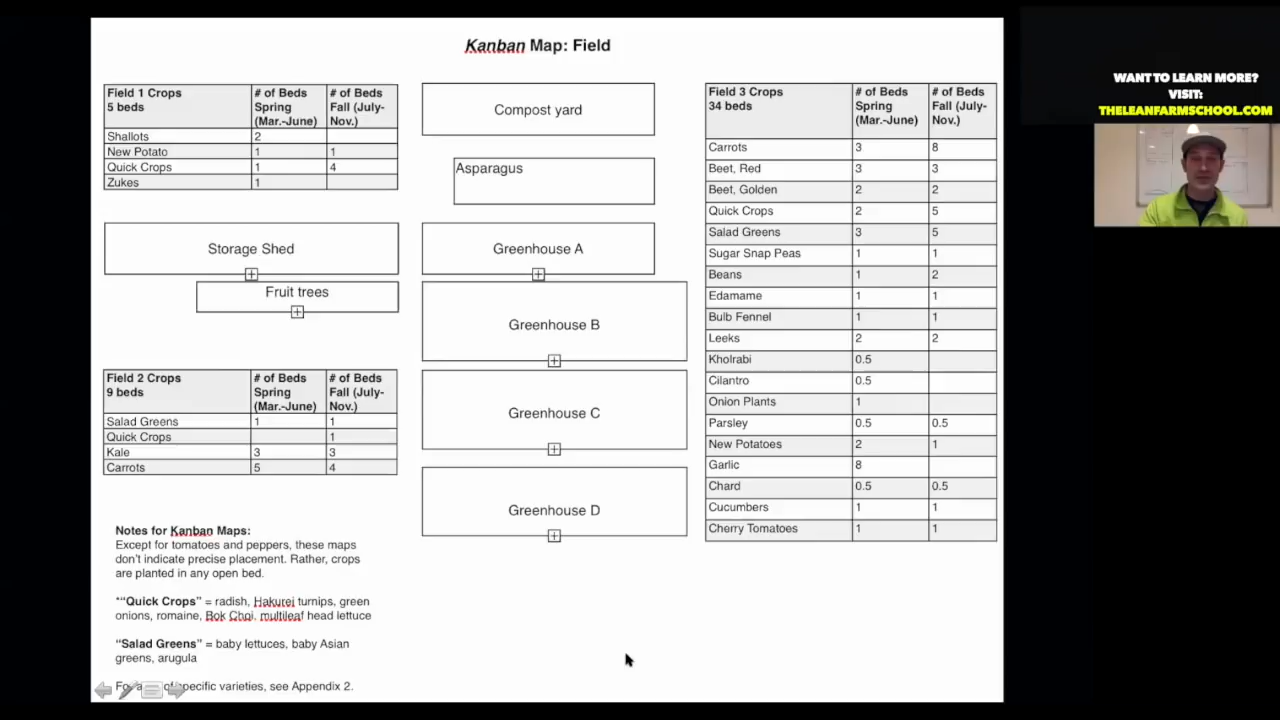 Kanban Map: Field
Field 1 Crops
5 beds
# of Beds
Spring
(Mar.-June)
# of Beds
Fall (July-
Nov.)
Shallots 2
New Potato 1 1
Quick Crops 1 4
Zukes 1
Storage Shed
Fruit trees
Field 2 Crops
9 beds
# of Beds
Spring
(Mar.-June)
# of Beds
Fall (July-
Nov.)
Salad Greens 1 1
Quick Crops 1
Kale 3 3
Carrots 5 4
Notes for Kanban Maps:
Except for tomatoes and peppers, these maps
don't indicate precise placement. Rather, crops
are planted in any open bed.
*"Quick Crops" = radish, Hakurei turnips, green
onions, romaine, Bok Choi. multileaf head lettuce
"Salad Greens" = baby lettuces, baby Asian
greens, arugula
specific varieties, see Appendix 2.
Compost yard
Asparagus
Greenhouse A
Greenhouse B
Greenhouse C
Greenhouse D
Field 3 Crops
34 beds
# of Beds
Spring
(Mar.-June)
# of Beds
Fall (July-
Nov.)
Carrots 3 8
Beet, Red 3 3
Beet, Golden 2 2
Quick Crops 2 5
Salad Greens 3 5
Sugar Snap Peas 1 1
Beans 1 2
Edamame 1 1
Bulb Fennel 1 1
Leeks 2 2
Kholrabi 0.5
Cilantro 0.5
Onion Plants 1
Parsley 0.5 0.5
New Potatoes 2 1
Garlic 8
Chard 0.5 0.5
Cucumbers 1 1
Cherry Tomatoes 1 1
WANT TO LEARN MORE?
VISIT:
THELEANFARMSCHOOL.COM